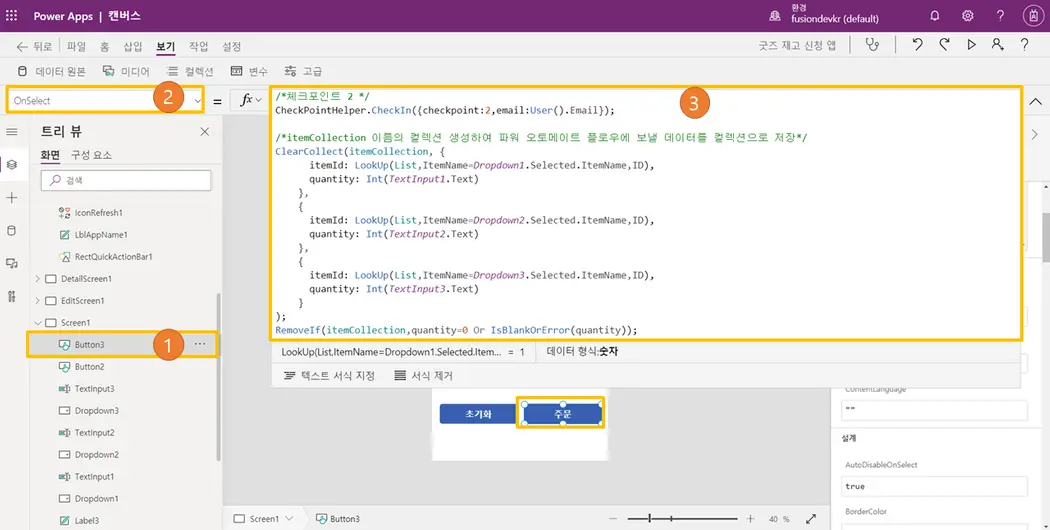 Power Apps | 캔버스
환경
fusiondevkr (default)
뒤로 파일 홈 삽입 보기 작업 설정
굿즈 재고 신청 앱
데이터 원본 미디어 컬렉션 변수 고급
OnSelect
2
= fx
3
/*체크포인트 2 */
CheckPointHelper.CheckIn({checkpoint:2,email:User().Email});
/*itemCollection 이름의 컬렉션 생성하여 파워 오토메이트 플로우에 보낼 데이터를 컬렉션으로 저장*/
ClearCollect(itemCollection, {
itemId: LookUp(List,ItemName=Dropdown1.Selected.ItemName,ID),
quantity: Int(TextInput1.Text)
},
{
itemId: LookUp(List,ItemName=Dropdown2.Selected.ItemName,ID),
quantity: Int(TextInput2.Text)
},
{
itemId: LookUp(List,ItemName=Dropdown3.Selected.ItemName,ID),
quantity: Int(TextInput3.Text)
}
);
RemoveIf(itemCollection,quantity=0 Or IsBlankOrError(quantity));
LookUp(List,ItemName=Dropdown1.Selected.Item... = 1 데이터 형식:숫자
텍스트 서식 지정 서식 제거
트리 뷰
화면 구성 요소
검색
IconRefresh1
LblAppName1
RectQuickActionBar1
DetailScreen1
EditScreen1
Screen1
Button3
1
Button2
TextInput3
Dropdown3
TextInput2
Dropdown2
TextInput1
Dropdown1
Label3
초기화 주문
ContentLanguage
""
설계
AutoDisableOnSelect
true
BorderColor
Screen1 Button3
40 %